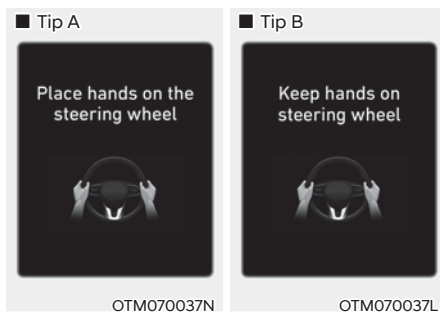 ■ Tip A
Place hands on the
steering wheel
OTM070037N
■ Tip B
Keep hands on
steering wheel
OTM070037L